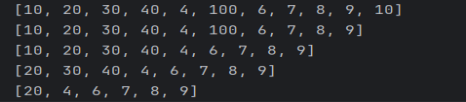 [10, 20, 30, 40, 4, 100, 6, 7, 8, 9, 10]
[10, 20, 30, 40, 4, 100, 6, 7, 8, 9]
[10, 20, 30, 40, 4, 6, 7, 8, 9]
[20, 30, 40, 4, 6, 7, 8, 9]
[20, 4, 6, 7, 8, 9]